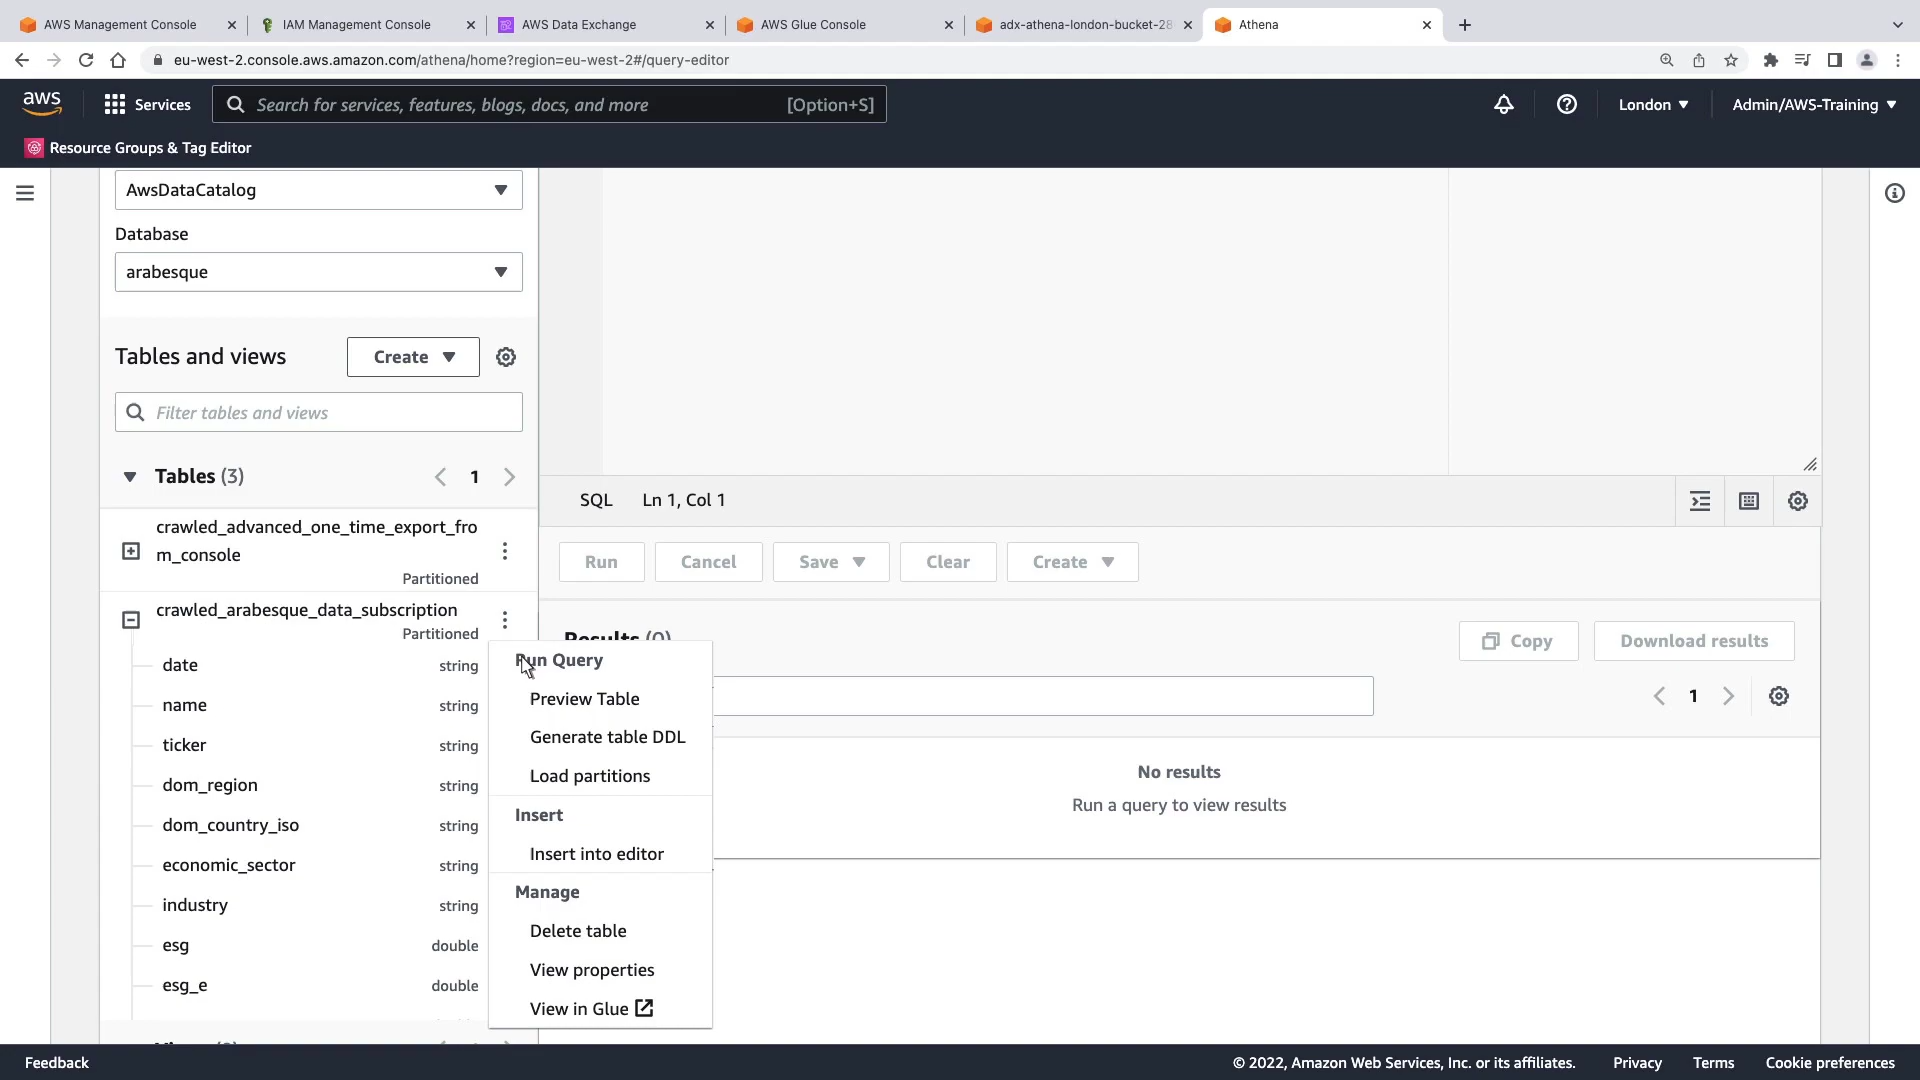 AWS Management Console
IAM Management Console
AWS Data Exchange
AWS Glue Console
adx-athena-london-bucket-28
Athena
eu-west-2.console.aws.amazon.com/athena/home?region=eu-west-2#/query-editor
aws
Services
Search for services, features, blogs, docs, and more
[Option+S]
London
Admin/AWS-Training
Resource Groups & Tag Editor
AwsDataCatalog
Database
arabesque
Tables and views
Create
Filter tables and views
Tables (3)
1
crawled_advanced_one_time_export_fro
m_console
Partitioned
crawled_arabesque_data_subscription
Partitioned
date string
name string
ticker string
dom_region string
dom_country_iso string
economic_sector string
industry string
esg double
esg_e double
Run Query
Preview Table
Generate table DDL
Load partitions
Insert
Insert into editor
Manage
Delete table
View properties
View in Glue
SQL Ln 1, Col 1
Run
Cancel
Save
Clear
Create
Results (0)
Copy
Download results
1
No results
Run a query to view results
Feedback
© 2022, Amazon Web Services, Inc. or its affiliates.
Privacy
Terms
Cookie preferences